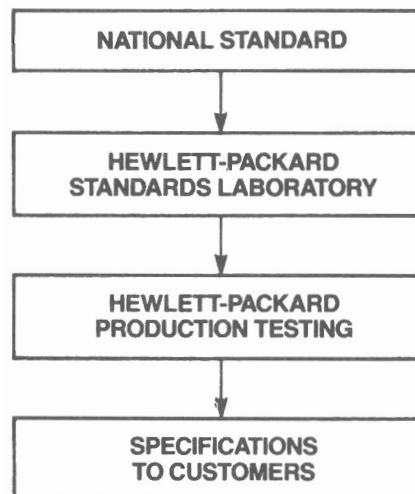 NATIONAL STANDARD
HEWLETT-PACKARD
STANDARDS LABORATORY
HEWLETT-PACKARD
PRODUCTION TESTING
SPECIFICATIONS
TO CUSTOMERS